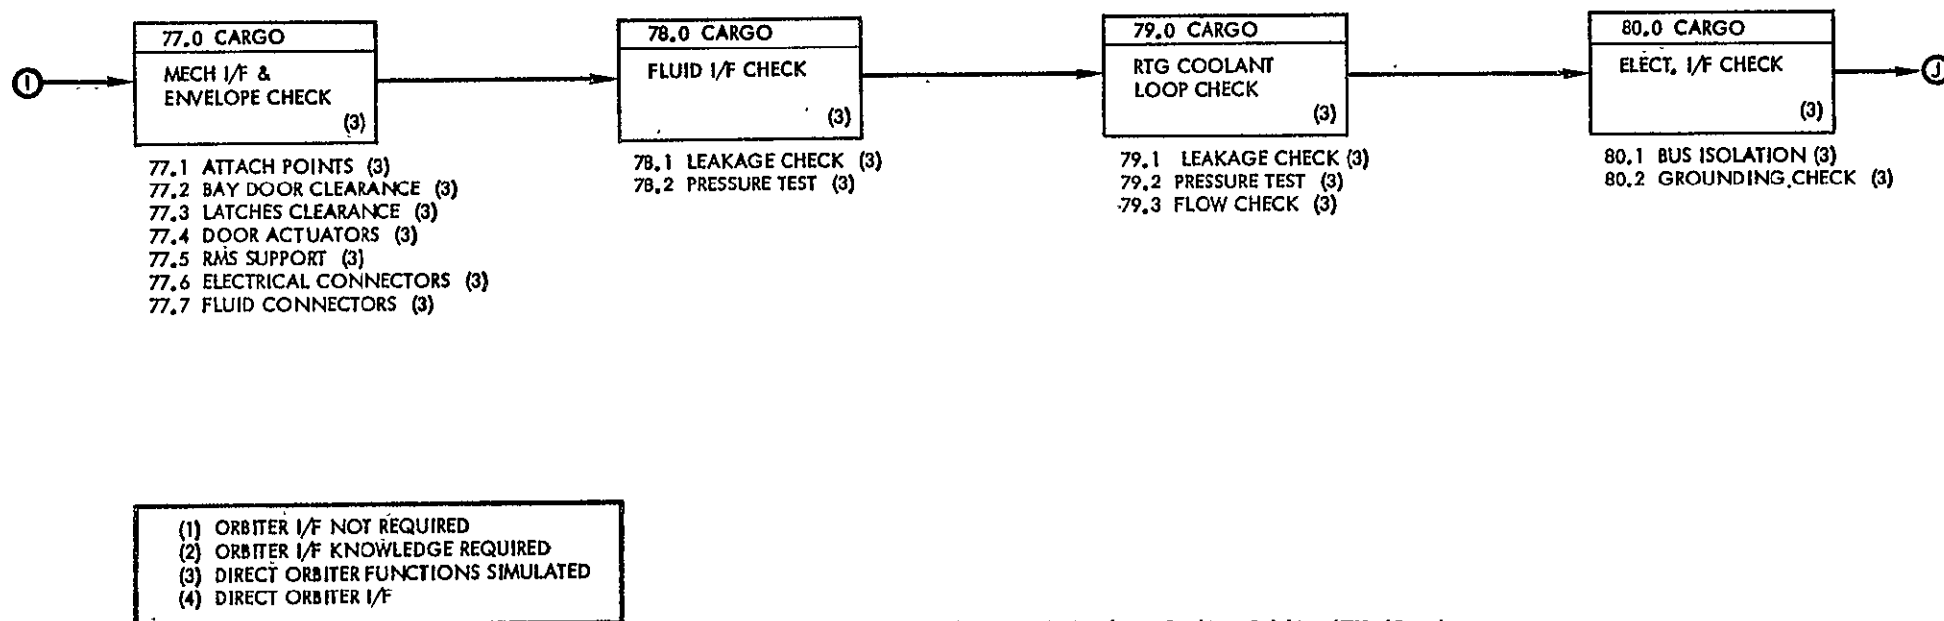 I
77.0 CARGO
MECH I/F &
ENVELOPE CHECK
(3)
77.1 ATTACH POINTS (3)
77.2 BAY DOOR CLEARANCE (3)
77.3 LATCHES CLEARANCE (3)
77.4 DOOR ACTUATORS (3)
77.5 RMS SUPPORT (3)
77.6 ELECTRICAL CONNECTORS (3)
77.7 FLUID CONNECTORS (3)
78.0 CARGO
FLUID I/F CHECK
(3)
78.1 LEAKAGE CHECK (3)
78.2 PRESSURE TEST (3)
79.0 CARGO
RTG COOLANT
LOOP CHECK
(3)
79.1 LEAKAGE CHECK (3)
79.2 PRESSURE TEST (3)
79.3 FLOW CHECK (3)
80.0 CARGO
ELECT. I/F CHECK
(3)
80.1 BUS ISOLATION (3)
80.2 GROUNDING CHECK (3)
J
(1) ORBITER I/F NOT REQUIRED
(2) ORBITER I/F KNOWLEDGE REQUIRED
(3) DIRECT ORBITER FUNCTIONS SIMULATED
(4) DIRECT ORBITER I/F